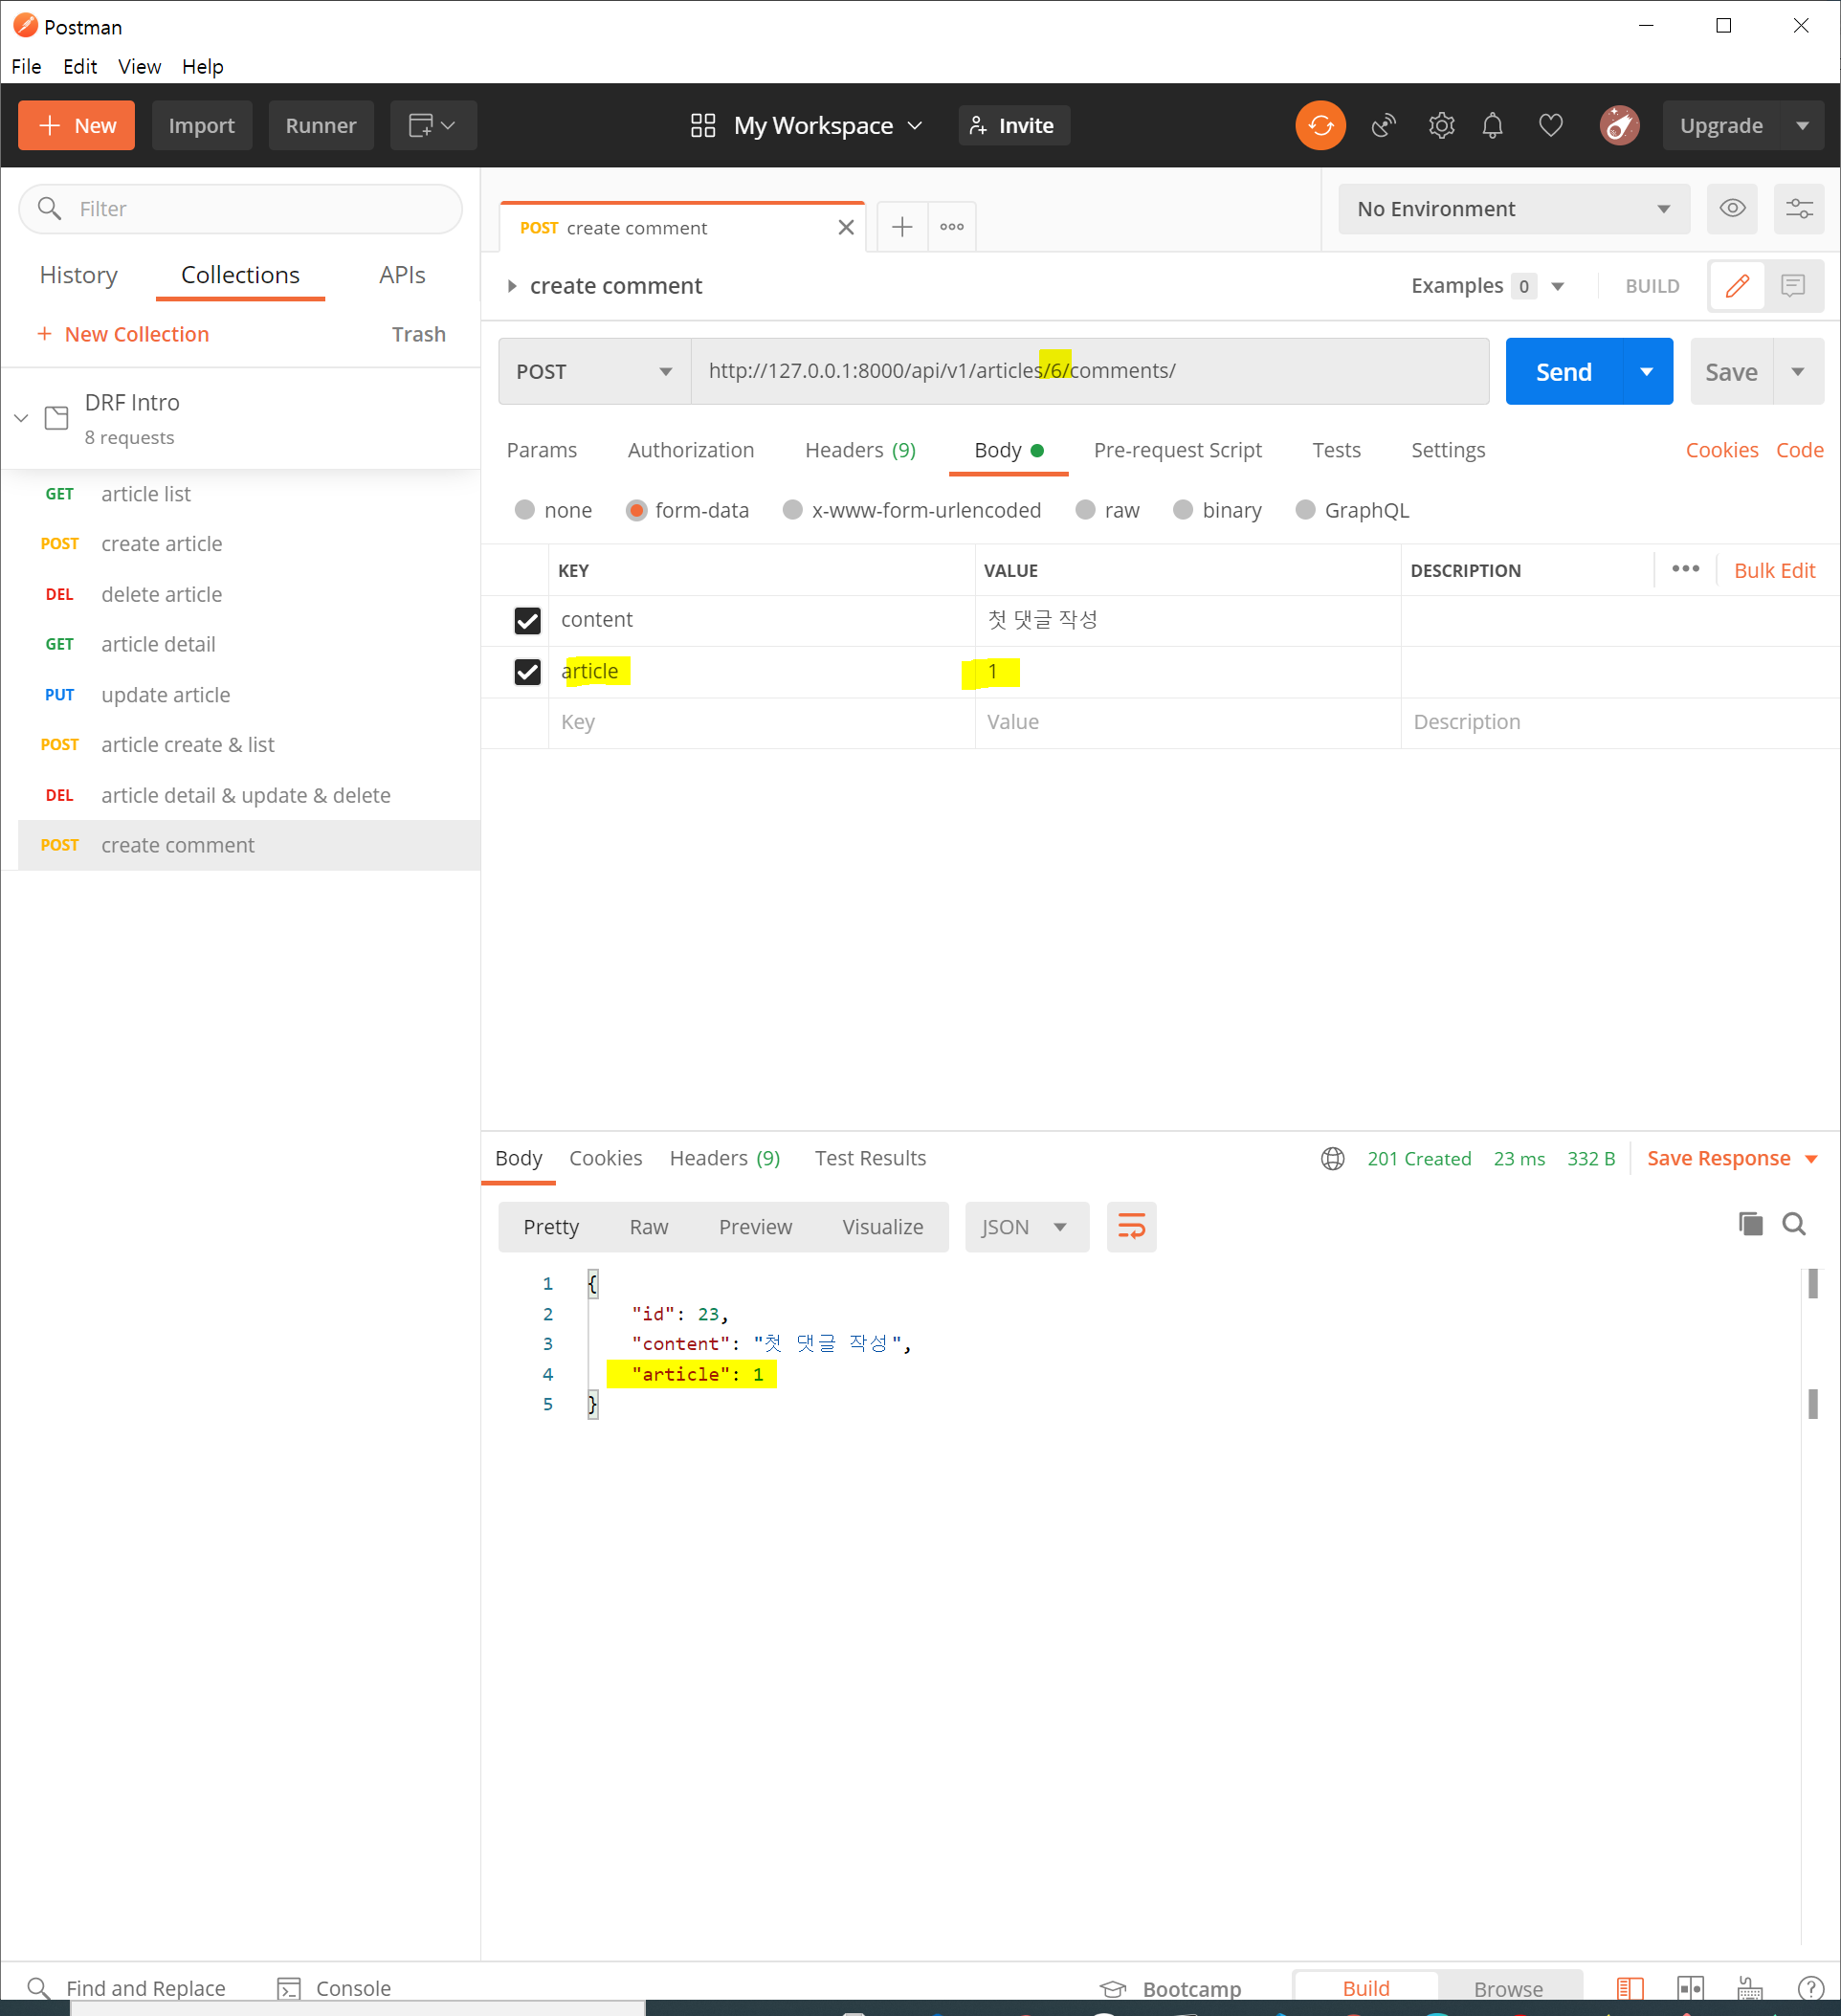 Postman
File Edit View Help
New Import Runner My Workspace Invite Upgrade
Filter
History Collections APIs
+ New Collection Trash
DRF Intro
8 requests
GET article list
POST create article
DEL delete article
GET article detail
PUT update article
POST article create & list
DEL article detail & update & delete
POST create comment
POST create comment
No Environment
create comment Examples 0 BUILD
POST http://127.0.0.1:8000/api/v1/articles/6/comments/ Send Save
Params Authorization Headers (9) Body Pre-request Script Tests Settings Cookies Code
none form-data x-www-form-urlencoded raw binary GraphQL
KEY VALUE DESCRIPTION Bulk Edit
content 첫 댓글 작성
article 1
Key Value Description
Body Cookies Headers (9) Test Results 201 Created 23 ms 332 B Save Response
Pretty Raw Preview Visualize JSON
1 {
2 "id": 23,
3 "content": "첫 댓글 작성",
4 "article": 1
5 }
Find and Replace Console Bootcamp Build Browse